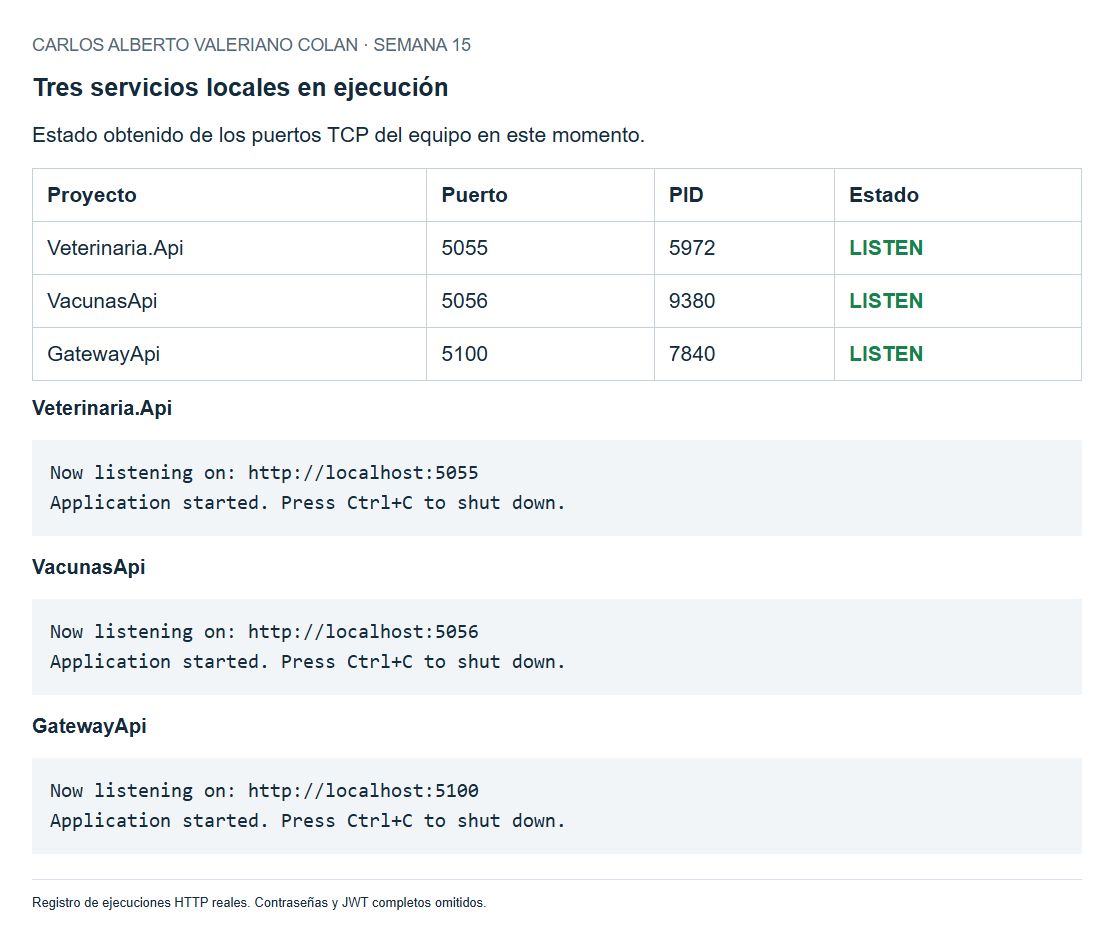 CARLOS ALBERTO VALERIANO COLAN · SEMANA 15
Tres servicios locales en ejecución
Estado obtenido de los puertos TCP del equipo en este momento.
Proyecto Puerto PID Estado
Veterinaria.Api 5055 5972 LISTEN
VacunasApi 5056 9380 LISTEN
GatewayApi 5100 7840 LISTEN
Veterinaria.Api
Now listening on: http://localhost:5055
Application started. Press Ctrl+C to shut down.
VacunasApi
Now listening on: http://localhost:5056
Application started. Press Ctrl+C to shut down.
GatewayApi
Now listening on: http://localhost:5100
Application started. Press Ctrl+C to shut down.
Registro de ejecuciones HTTP reales. Contraseñas y JWT completos omitidos.